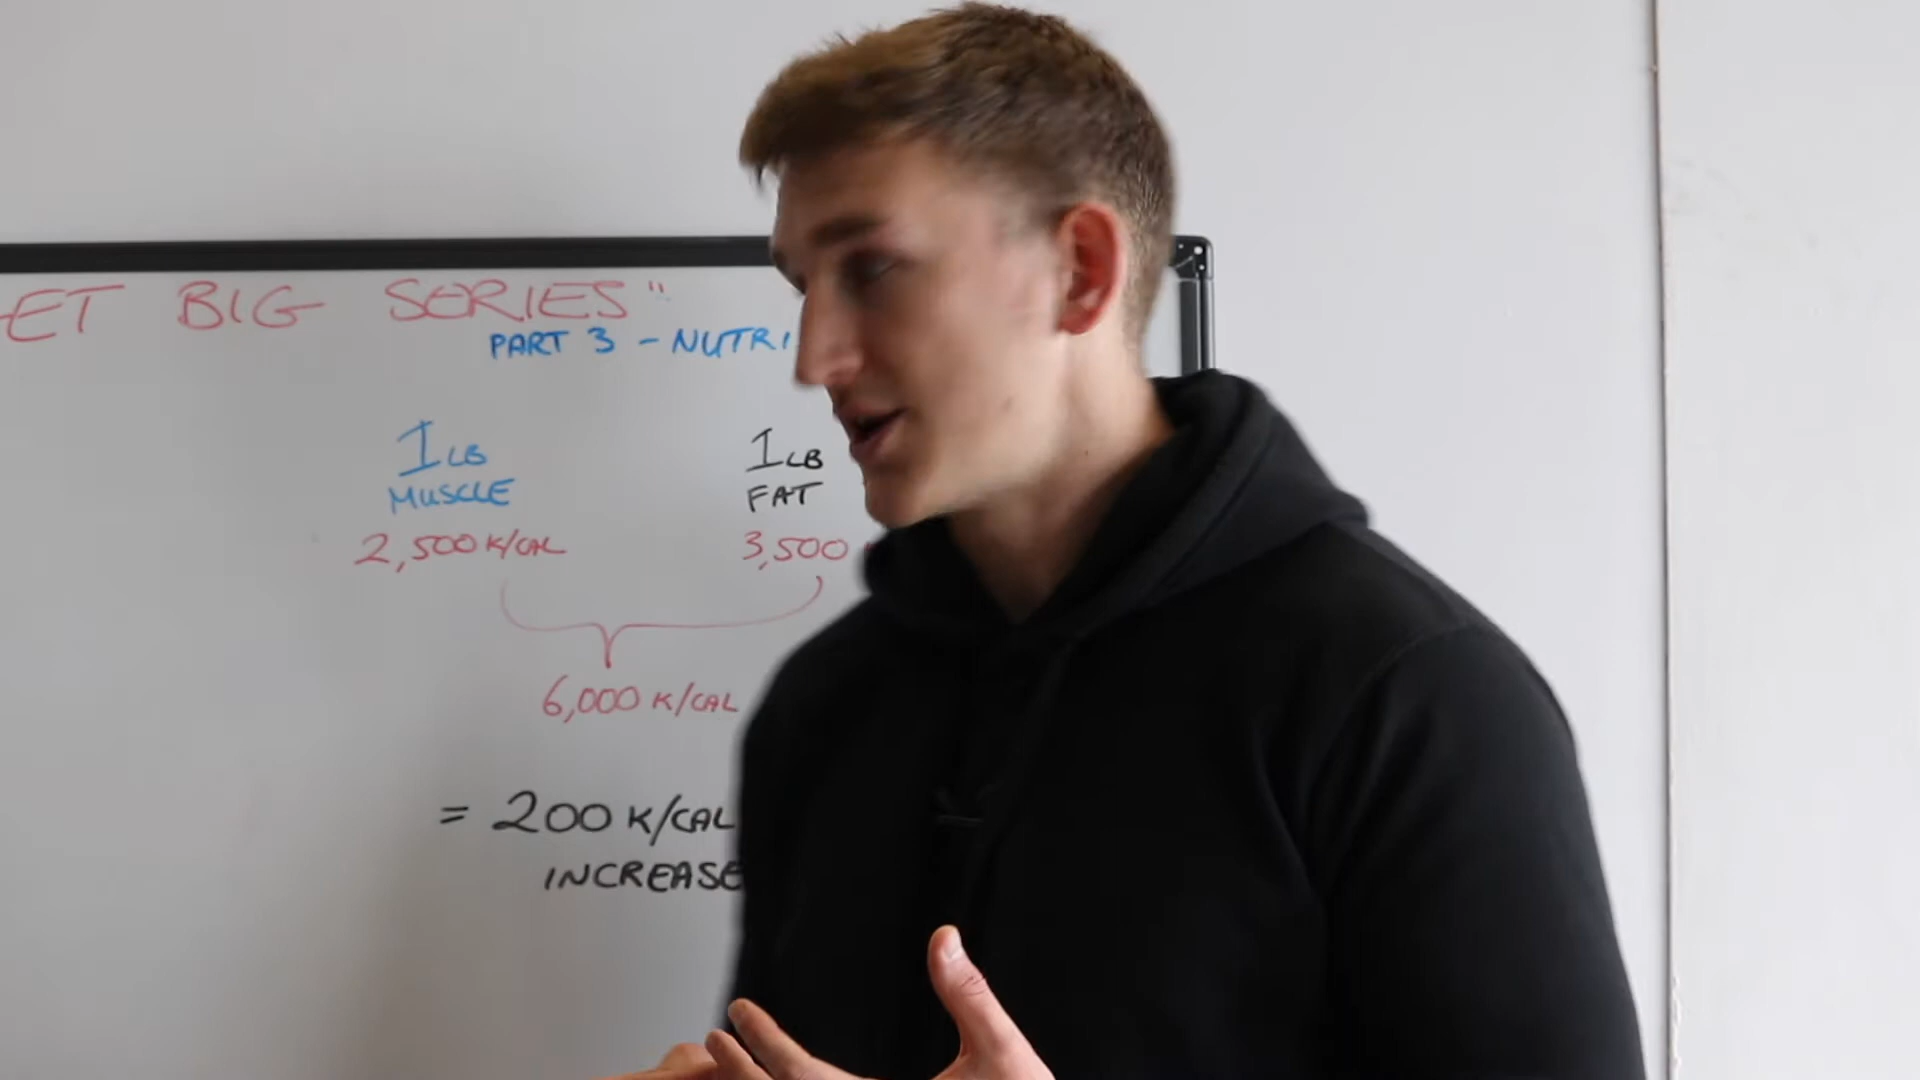 ET BIG SERIES"
PART 3 - NUTRI
1LB
MUSCLE
1LB
FAT
2,500 K/CAL
3,500
6,000 K/CAL
= 200 K/CAL
INCREASE